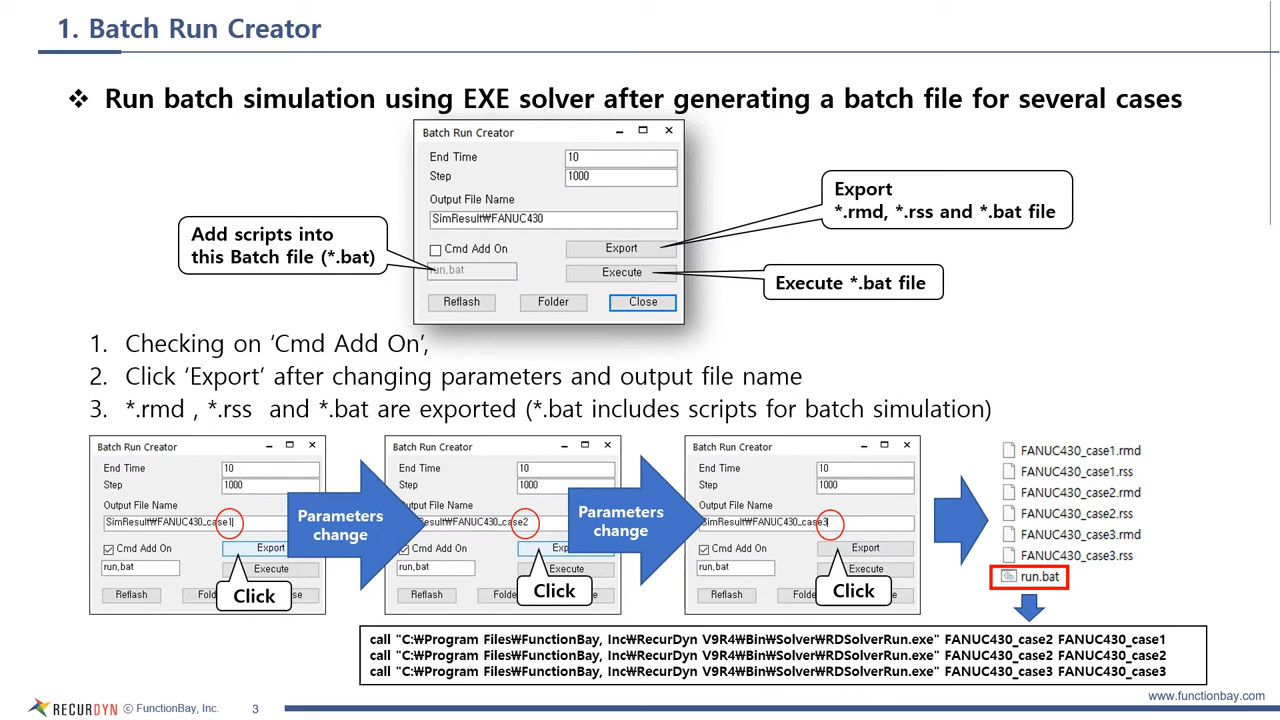 1. Batch Run Creator
❖ Run batch simulation using EXE solver after generating a batch file for several cases
Batch Run Creator
End Time
10
Step
1000
Output File Name
SimResult₩FANUC430
Cmd Add On
Export
run,bat
Execute
Reflash
Folder
Close
Add scripts into
this Batch file (*.bat)
Export
*.rmd, *.rss and *.bat file
Execute *.bat file
1. Checking on ‘Cmd Add On’,
2. Click ‘Export’ after changing parameters and output file name
3. *.rmd , *.rss and *.bat are exported (*.bat includes scripts for batch simulation)
Batch Run Creator
End Time
10
Step
1000
Output File Name
SimResult₩FANUC430_case1
Cmd Add On
Export
run,bat
Execute
Reflash
Click
Parameters
change
Batch Run Creator
End Time
10
Step
1000
Output File Name
SimResult₩FANUC430_case2
Cmd Add On
run,bat
Execute
Reflash
Click
Parameters
change
Batch Run Creator
End Time
10
Step
1000
Output File Name
SimResult₩FANUC430_case3
Cmd Add On
Export
run,bat
Execute
Reflash
Click
FANUC430_case1.rmd
FANUC430_case1.rss
FANUC430_case2.rmd
FANUC430_case2.rss
FANUC430_case3.rmd
FANUC430_case3.rss
run.bat
call "C:₩Program Files₩FunctionBay, Inc₩RecurDyn V9R4₩Bin₩Solver₩RDSolverRun.exe" FANUC430_case2 FANUC430_case1
call "C:₩Program Files₩FunctionBay, Inc₩RecurDyn V9R4₩Bin₩Solver₩RDSolverRun.exe" FANUC430_case2 FANUC430_case2
call "C:₩Program Files₩FunctionBay, Inc₩RecurDyn V9R4₩Bin₩Solver₩RDSolverRun.exe" FANUC430_case3 FANUC430_case3
RECURDYN ⓒ FunctionBay, Inc.
3
www.functionbay.com